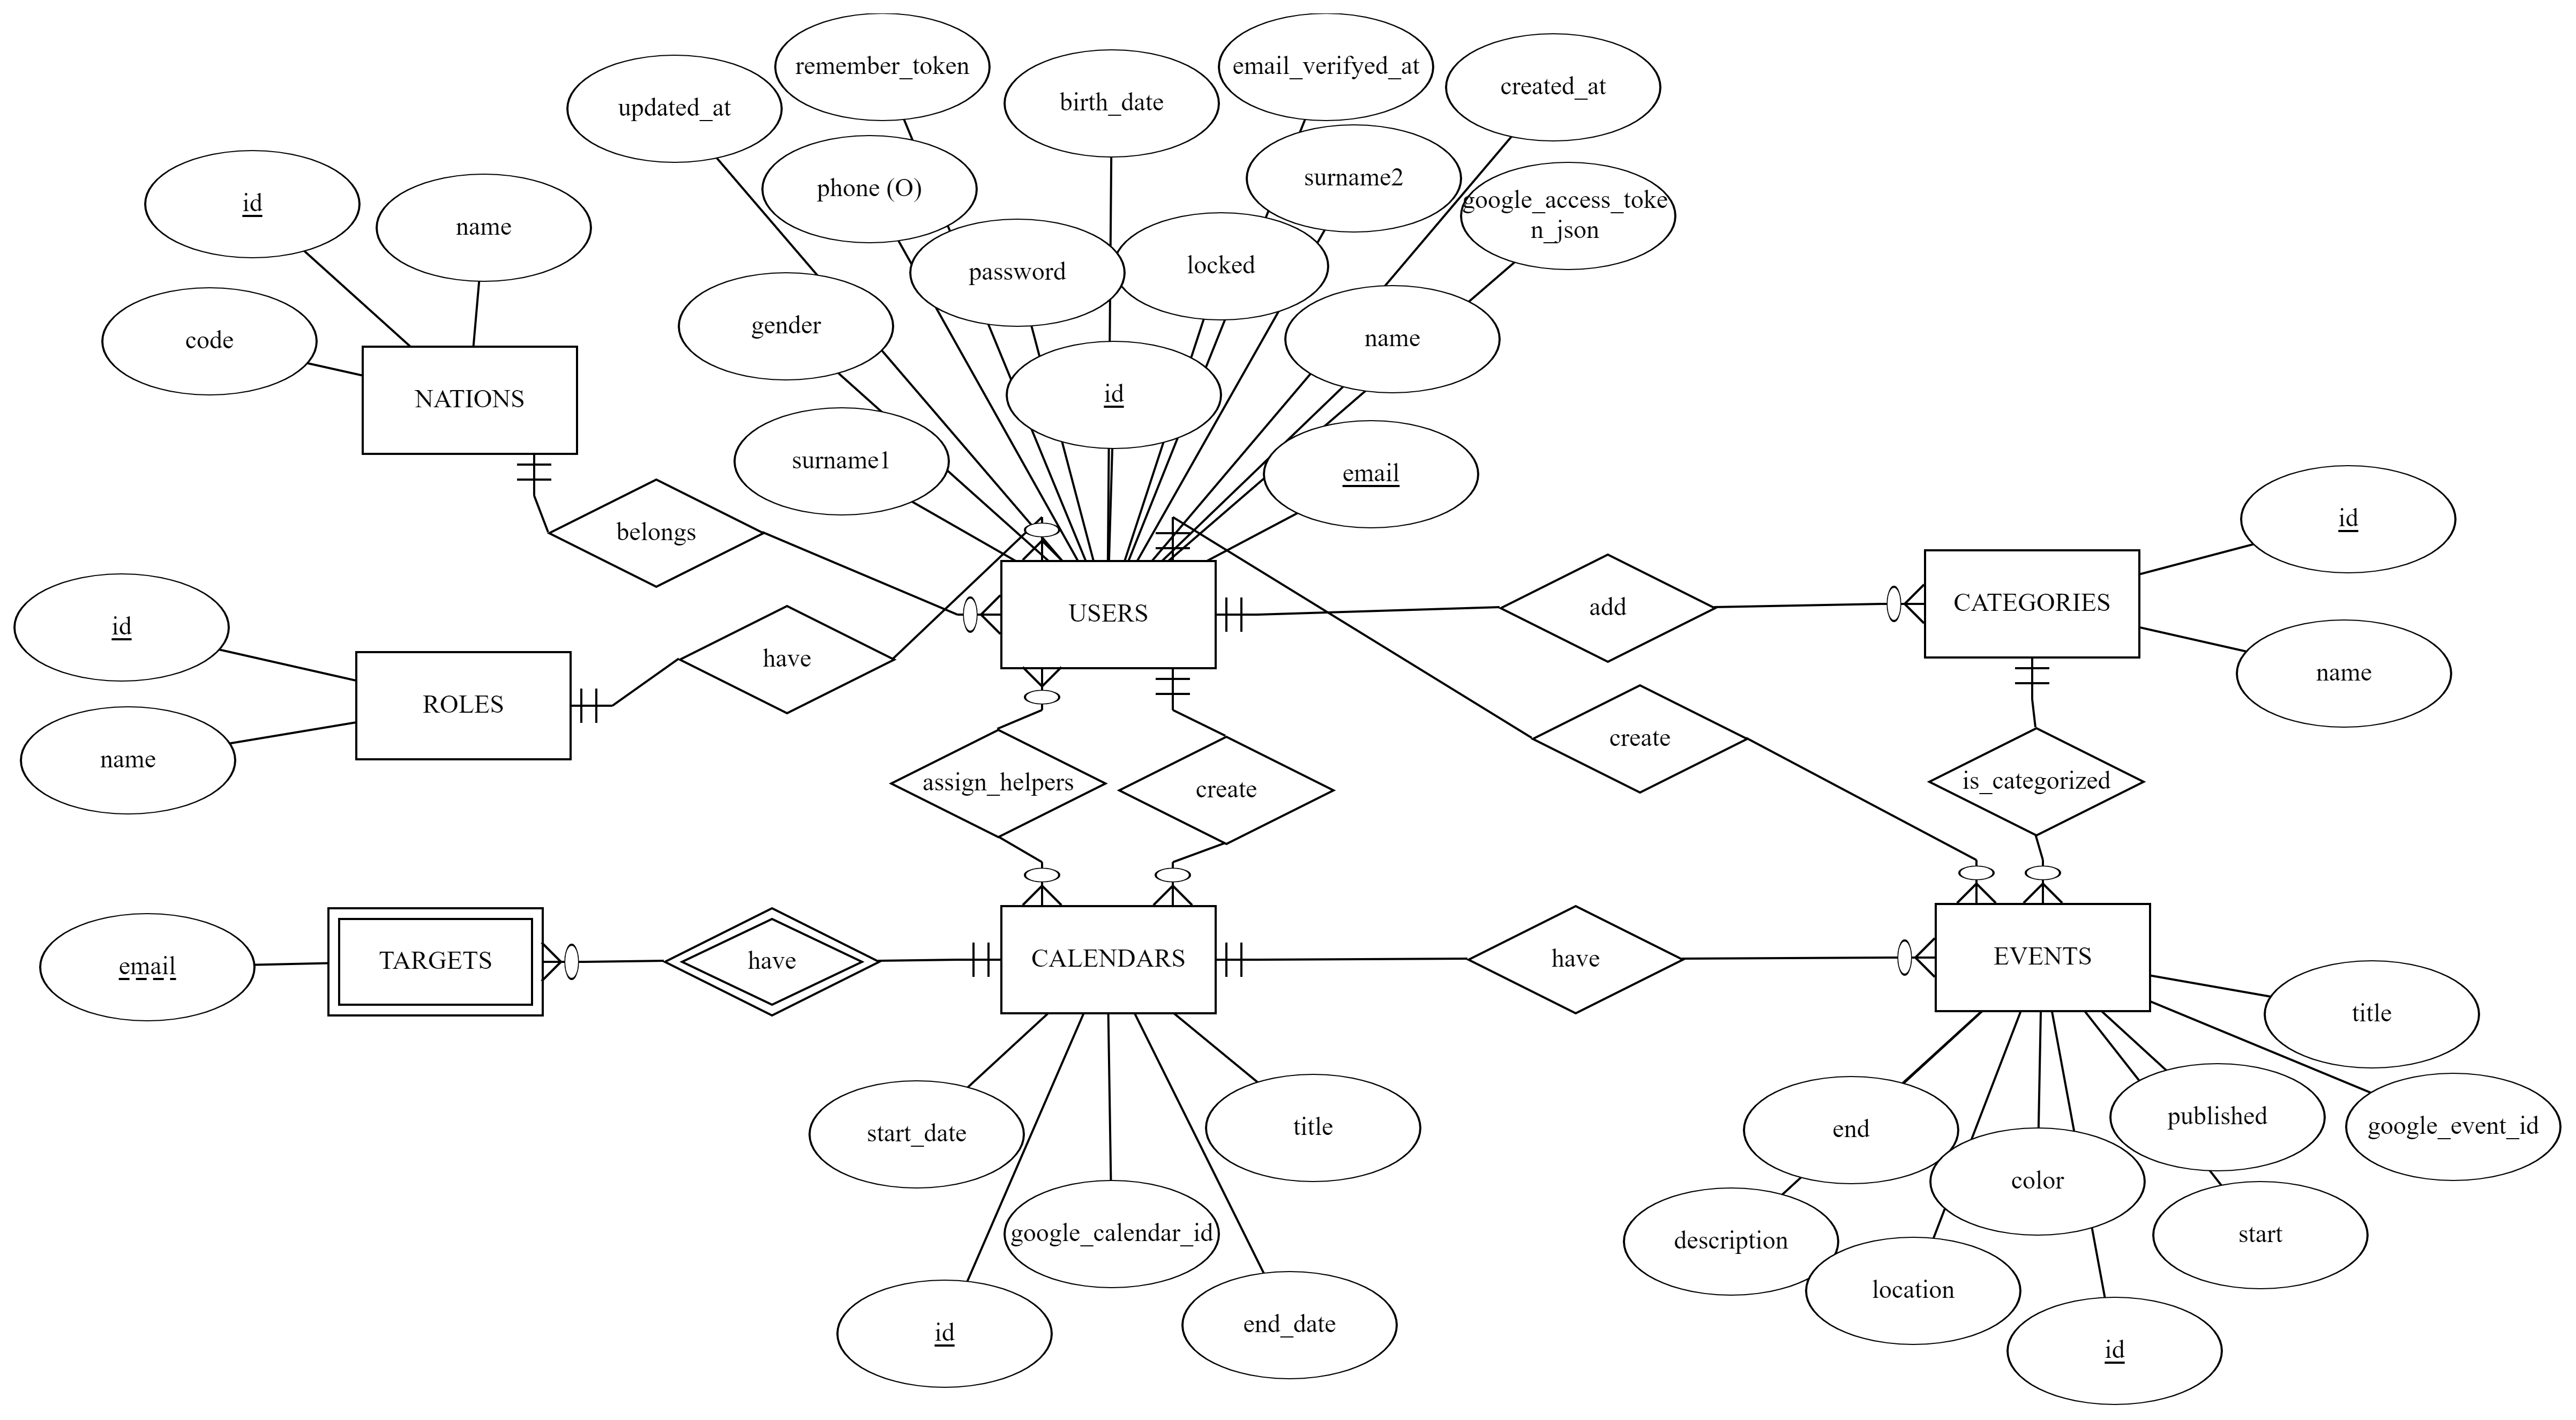 remember_token
email_verifyed_at
created_at
birth_date
updated_at
surname2
phone (O)
id
google_access_toke
n_json
name
locked
password
gender
name
code
id
NATIONS
surname1
email
id
belongs
CATEGORIES
add
USERS
id
have
name
ROLES
create
name
is_categorized
assign_helpers
create
EVENTS
CALENDARS
have
have
TARGETS
email
title
published
google_event_id
title
end
start_date
color
google_calendar_id
start
description
location
end_date
id
id